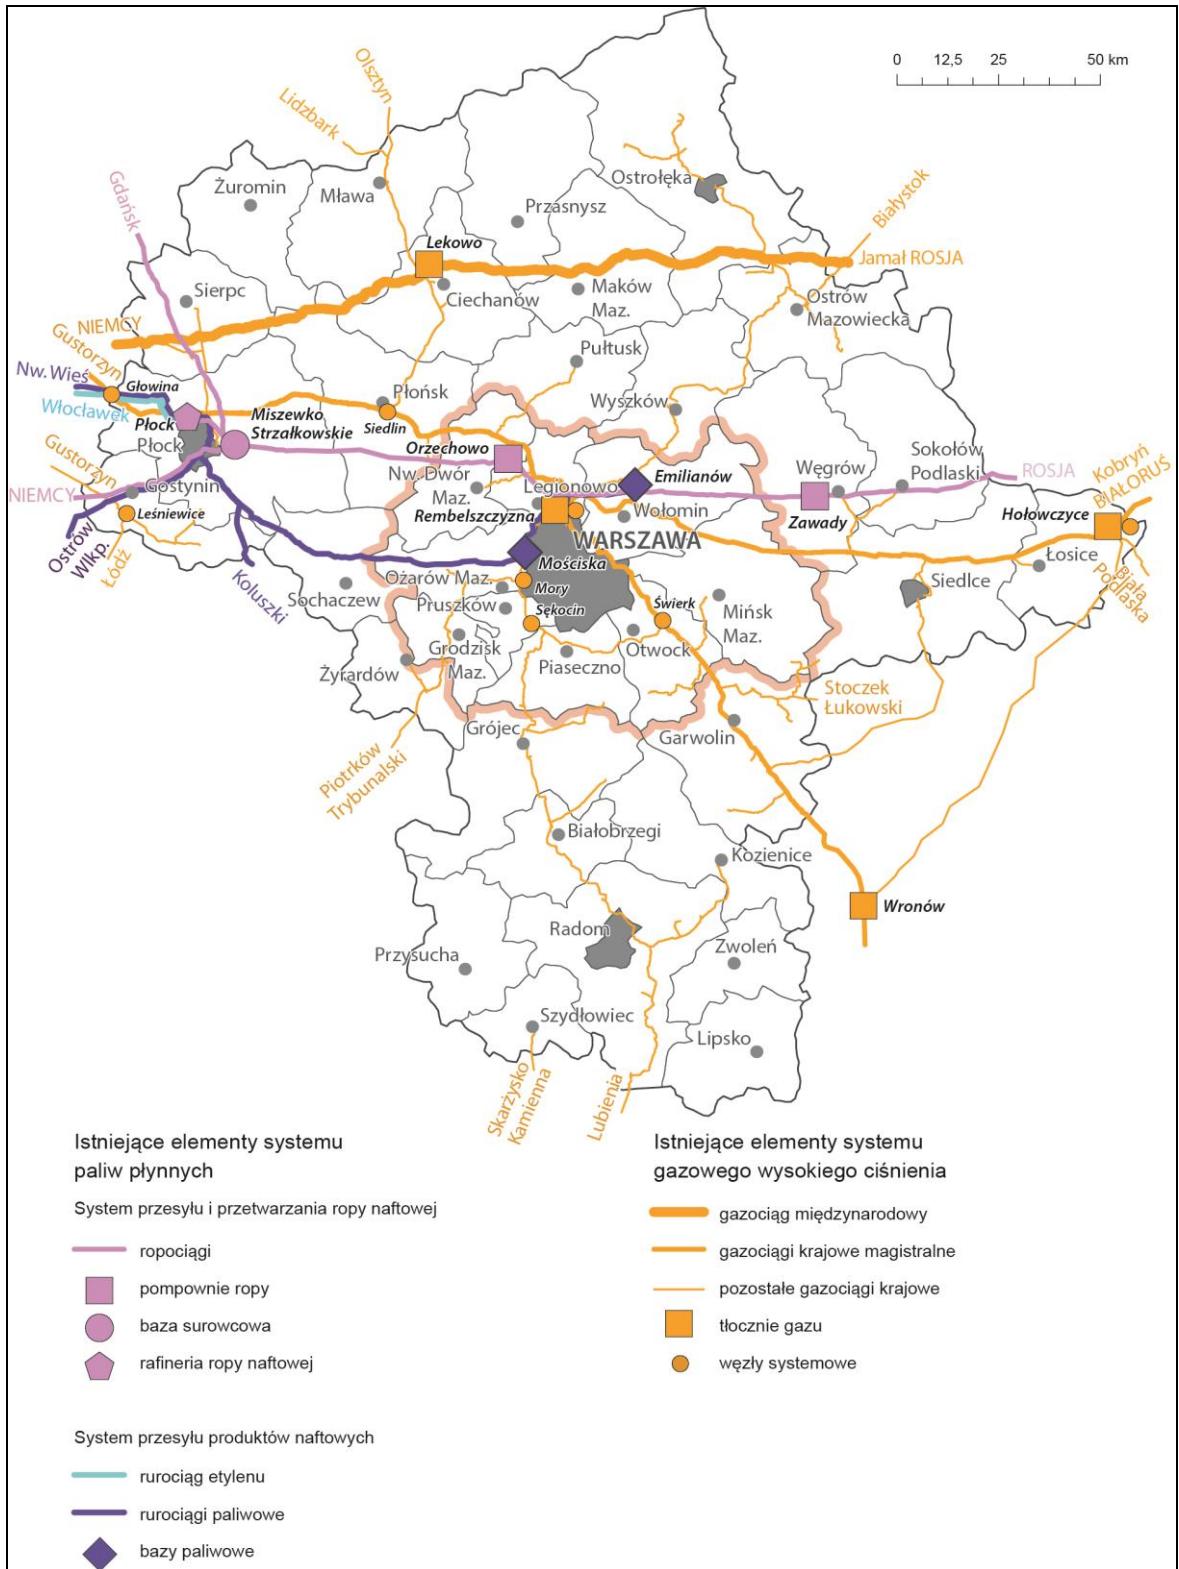 0 12,5 25 50 km
Olsztyn
Lidzbark
Gdańsk
Żuromin
Mława
Ostrołęka
Przasnysz
Białystok
Lekowo
Jamał ROSJA
Sierpc
Ciechanów
Maków
Maz.
Ostrów
Mazowiecka
NIEMCY
Gustorzyn
Pułtusk
Nw. Wieś
Głowina
Płońsk
Włocławek
Wyszków
Płock
Miszewko
Strzałkowskie
Siedlin
Płock
Orzechowo
Sokołów
Podlaski
Gustorzyn
Nw. Dwór
Maz.
Legionowo
Emilianów
Węgrów
ROSJA
Kobryń
BIAŁORUŚ
NIEMCY
Gostynin
Rembelszczyzna
Wołomin
Zawady
Hołowczyce
Leśniewice
WARSZAWA
Ostrów
Wlkp.
Łódź
Koluszki
Mościska
Łosice
Biała
Podlaska
Sochaczew
Ożarów Maz.
Mory
Siedlce
Pruszków
Sękocin
Świerk
Mińsk
Maz.
Grodzisk
Maz.
Otwock
Żyrardów
Piaseczno
Stoczek
Łukowski
Grójec
Garwolin
Piotrków
Trybunalski
Białobrzegi
Kozienice
Wronów
Radom
Przysucha
Zwoleń
Szydłowiec
Lipsko
Skarżysko
Kamienna
Lubienia
Istniejące elementy systemu
paliw płynnych
System przesyłu i przetwarzania ropy naftowej
ropociągi
pompownie ropy
baza surowcowa
rafineria ropy naftowej
System przesyłu produktów naftowych
rurociąg etylenu
rurociągi paliwowe
bazy paliwowe
Istniejące elementy systemu
gazowego wysokiego ciśnienia
gazociąg międzynarodowy
gazociągi krajowe magistralne
pozostałe gazociągi krajowe
tłocznie gazu
węzły systemowe